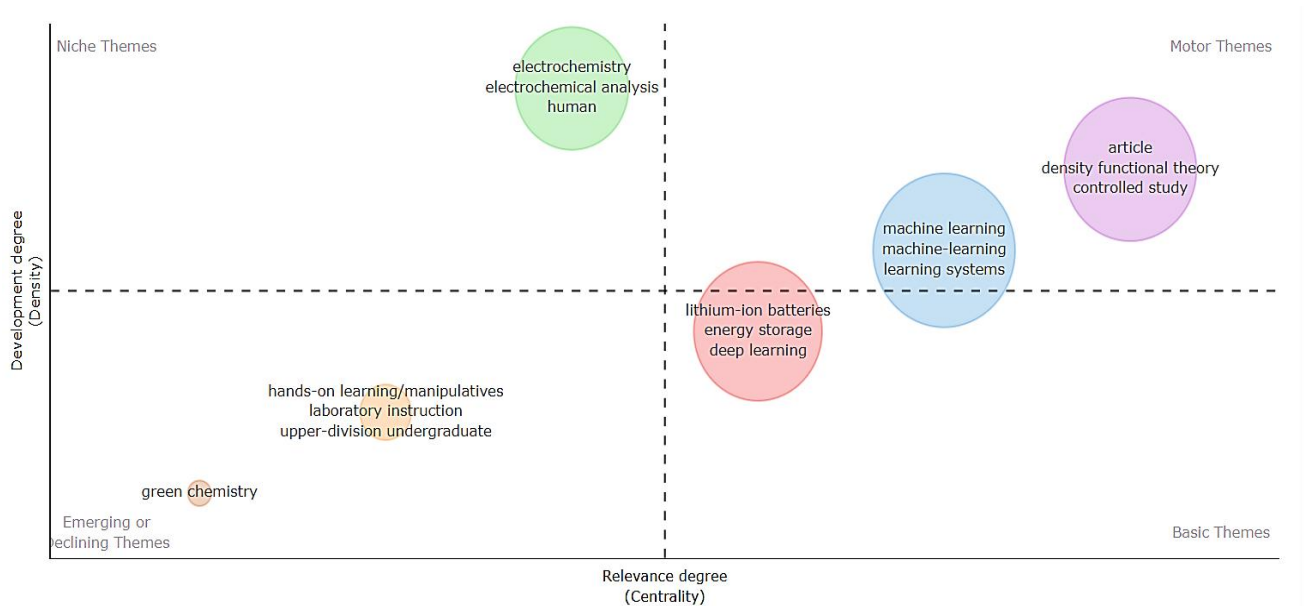 Niche Themes
Motor Themes
electrochemistry
electrochemical analysis
human
article
density functional theory
controlled study
machine learning
machine-learning
learning systems
lithium-ion batteries
energy storage
deep learning
hands-on learning/manipulatives
laboratory instruction
upper-division undergraduate
green chemistry
Emerging or
Declining Themes
Basic Themes
Development degree
(Density)
Relevance degree
(Centrality)